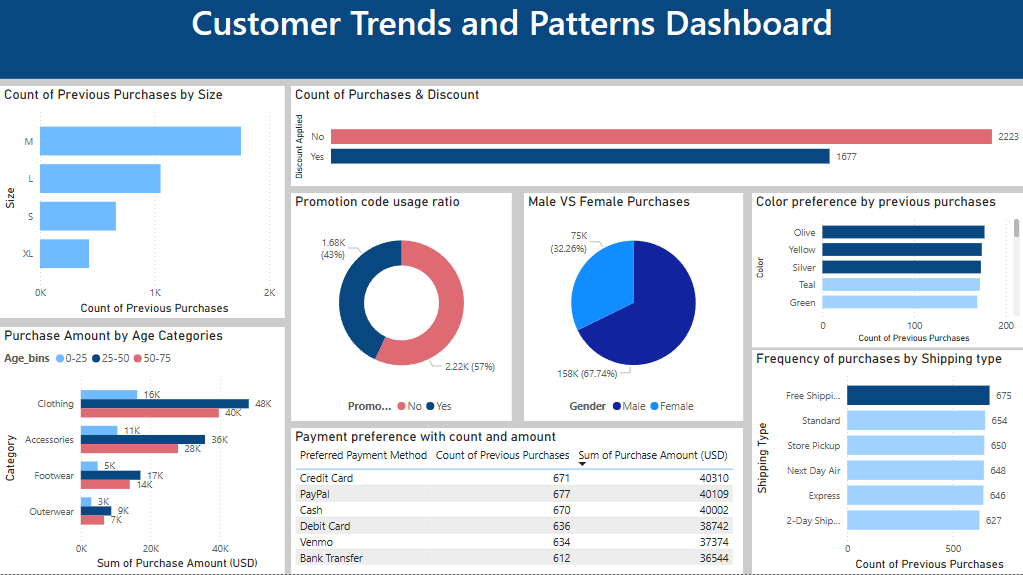 Customer Trends and Patterns Dashboard
Count of Previous Purchases by Size
Size
M
L
S
XL
0K 1K 2K
Count of Previous Purchases
Count of Purchases & Discount
Discount Applied
No 2223
Yes 1677
Promotion code usage ratio
1.68K
(43%)
2.22K (57%)
Promo... No Yes
Male VS Female Purchases
75K
(32.26%)
158K (67.74%)
Gender Male Female
Color preference by previous purchases
Color
Olive
Yellow
Silver
Teal
Green
0 100 200
Count of Previous Purchases
Purchase Amount by Age Categories
Age_bins 0-25 25-50 50-75
Category
16K
Clothing 48K
40K
11K
Accessories 36K
28K
5K
Footwear 17K
14K
3K
Outerwear 9K
7K
0K 20K 40K
Sum of Purchase Amount (USD)
Payment preference with count and amount
Preferred Payment Method Count of Previous Purchases Sum of Purchase Amount (USD)
Credit Card 671 40310
PayPal 677 40109
Cash 670 40002
Debit Card 636 38742
Venmo 634 37374
Bank Transfer 612 36544
Frequency of purchases by Shipping type
Shipping Type
Free Shippi... 675
Standard 654
Store Pickup 650
Next Day Air 648
Express 646
2-Day Ship... 627
0 500
Count of Previous Purchases